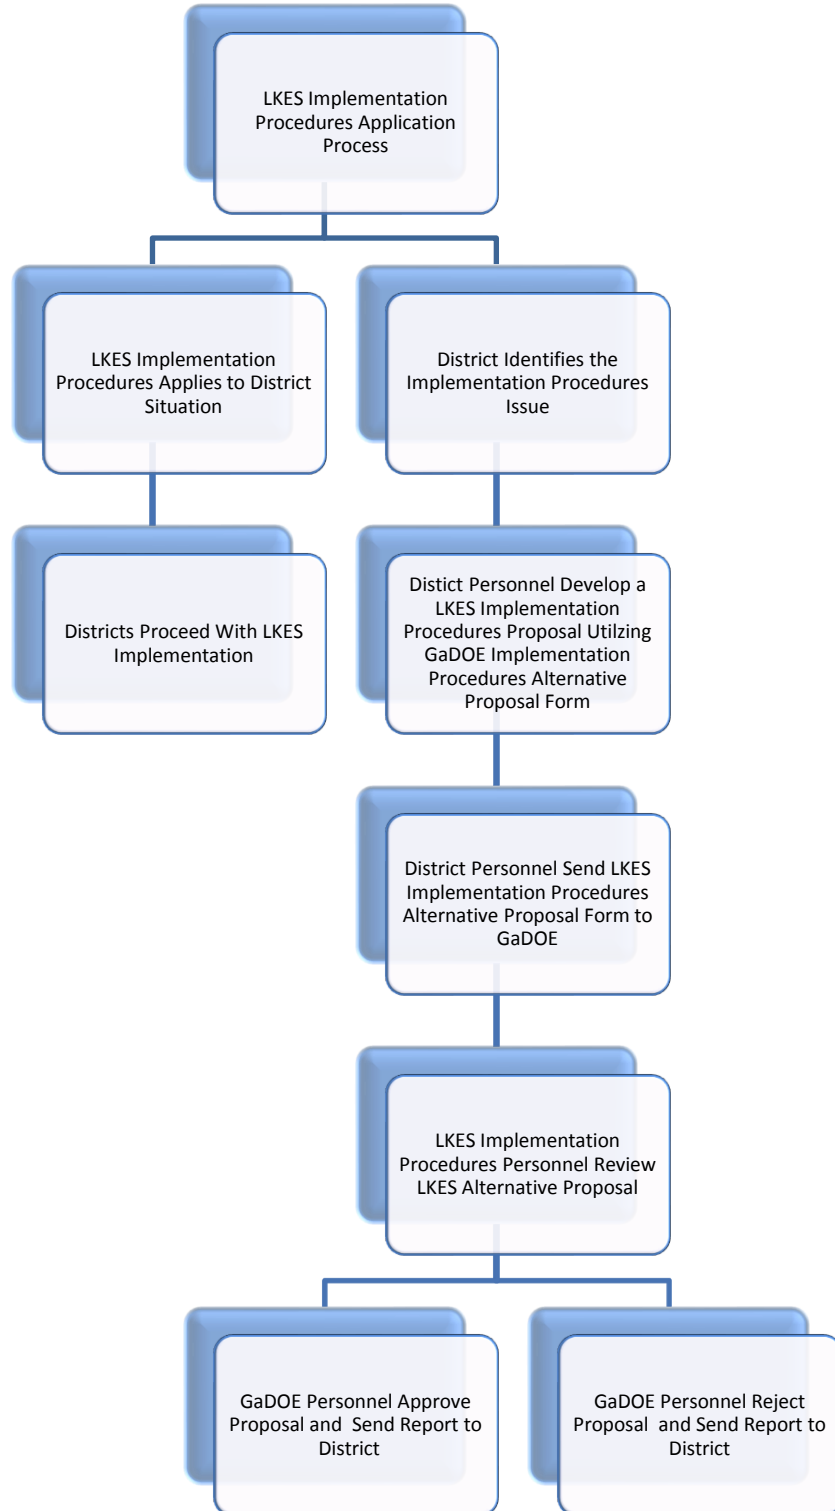 LKES Implementation
Procedures Application
Process
LKES Implementation
Procedures Applies to District
Situation
District Identifies the
Implementation Procedures
Issue
Districts Proceed With LKES
Implementation
Distict Personnel Develop a
LKES Implementation
Procedures Proposal Utilzing
GaDOE Implementation
Procedures Alternative
Proposal Form
District Personnel Send LKES
Implementation Procedures
Alternative Proposal Form to
GaDOE
LKES Implementation
Procedures Personnel Review
LKES Alternative Proposal
GaDOE Personnel Approve
Proposal and  Send Report to
District
GaDOE Personnel Reject
Proposal  and Send Report to
District